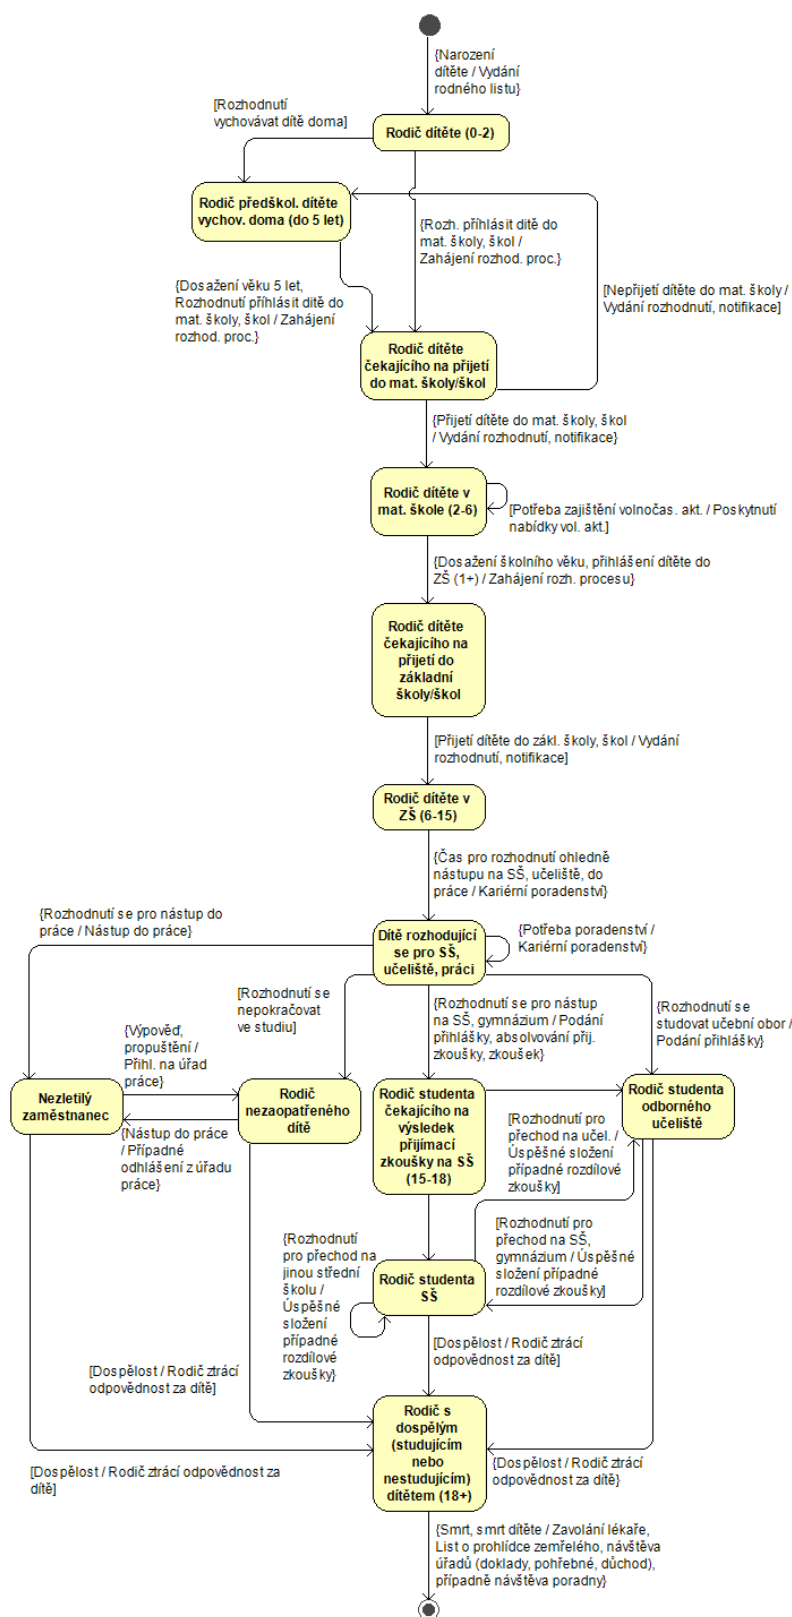 {Narození
dítěte / Vydání
rodného listu}
[Rozhodnutí
vychovávat dítě doma]
Rodič dítěte (0-2)
Rodič předškol. dítěte
vychov. doma (do 5 let)
{Rozh. příhlásit ditě do
mat. školy, škol /
Zahájení rozhod. proc.}
{Dosažení věku 5 let,
Rozhodnutí příhlásit ditě do
mat. školy, škol / Zahájení
rozhod. proc.}
[Nepřijetí dítěte do mat. školy /
Vydání rozhodnutí, notifikace]
Rodič dítěte
čekajícího na přijetí
do mat. školy/škol
{Přijetí dítěte do mat. školy, škol
/ Vydání rozhodnutí, notifikace}
Rodič dítěte v
mat. škole (2-6)
[Potřeba zajištění volnočas. akt. / Poskytnutí
nabídky vol. akt.]
{Dosažení školního věku, přihlášení dítěte do
ZŠ (1+) / Zahájení rozh. procesu}
Rodič dítěte
čekajícího na
přijetí do
základní
školy/škol
[Přijetí dítěte do zákl. školy, škol / Vydání
rozhodnutí, notifikace]
Rodič dítěte v
ZŠ (6-15)
{Čas pro rozhodnutí ohledně
nástupu na SŠ, učeliště, do
práce / Kariérní poradenství}
{Rozhodnutí se pro nástup do
práce / Nástup do práce}
Dítě rozhodující
se pro SŠ,
učeliště, práci
{Potřeba poradenství /
Kariérní poradenství}
[Rozhodnutí se
nepokračovat
ve studiu]
{Rozhodnutí se pro nástup
na SŠ, gymnázium / Podání
přihlášky, absolvování přij.
zkoušky, zkoušek}
{Rozhodnutí se
studovat učební obor /
Podání přihlášky}
{Výpověď,
propuštění /
Přihl. na úřad
práce}
Nezletilý
zaměstnanec
Rodič
nezaopatřeného
dítě
Rodič studenta
čekajícího na
výsledek
přijímací
zkoušky na SŠ
(15-18)
Rodič studenta
odborného
učeliště
{Nástup do práce
/ Případné
odhlášení z úřadu
práce}
[Rozhodnutí pro
přechod na učel. /
Úspěšné složení
případné rozdílové
zkoušky]
[Rozhodnutí pro
přechod na SŠ,
gymnázium / Úspěšné
složení případné
rozdílové zkoušky]
{Rozhodnutí
pro přechod na
jinou střední
školu /
Úspěšné
složení
případné
rozdílové
zkoušky}
Rodič studenta
SŠ
[Dospělost / Rodič ztrácí
odpovědnost za dítě]
[Dospělost / Rodič ztrácí
odpovědnost za dítě]
Rodič s
dospělým
(studujícím
nebo
nestudujícím)
dítětem (18+)
[Dospělost / Rodič ztrácí odpovědnost za
dítě]
{Dospělost / Rodič ztrácí
odpovědnost za dítě}
{Smrt, smrt dítěte / Zavolání lékaře,
List o prohlídce zemřelého, návštěva
úřadů (doklady, pohřebné, důchod),
případně návštěva poradny}